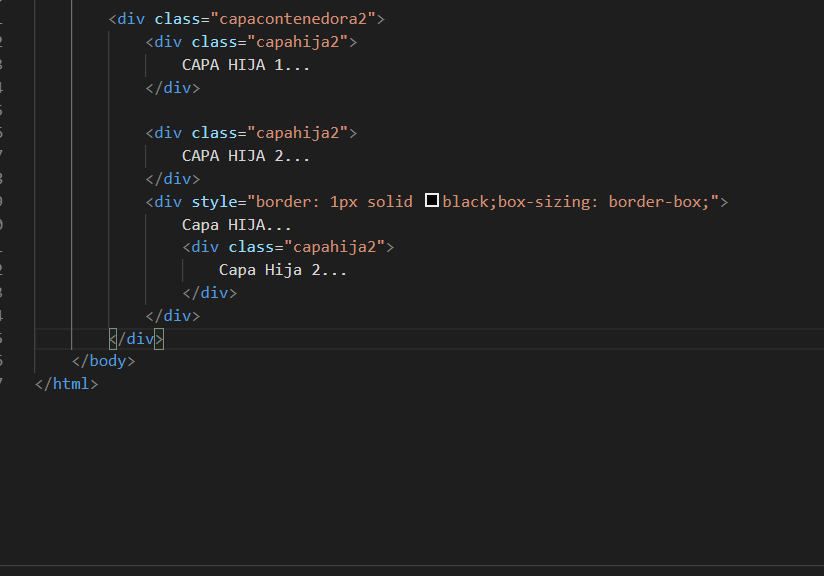 <div class="capacontenedora2">
<div class="capahija2">
CAPA HIJA 1...
</div>
<div class="capahija2">
CAPA HIJA 2...
</div>
<div style="border: 1px solid black;box-sizing: border-box;">
Capa HIJA...
<div class="capahija2">
Capa Hija 2...
</div>
</div>
</div>
</body>
</html>